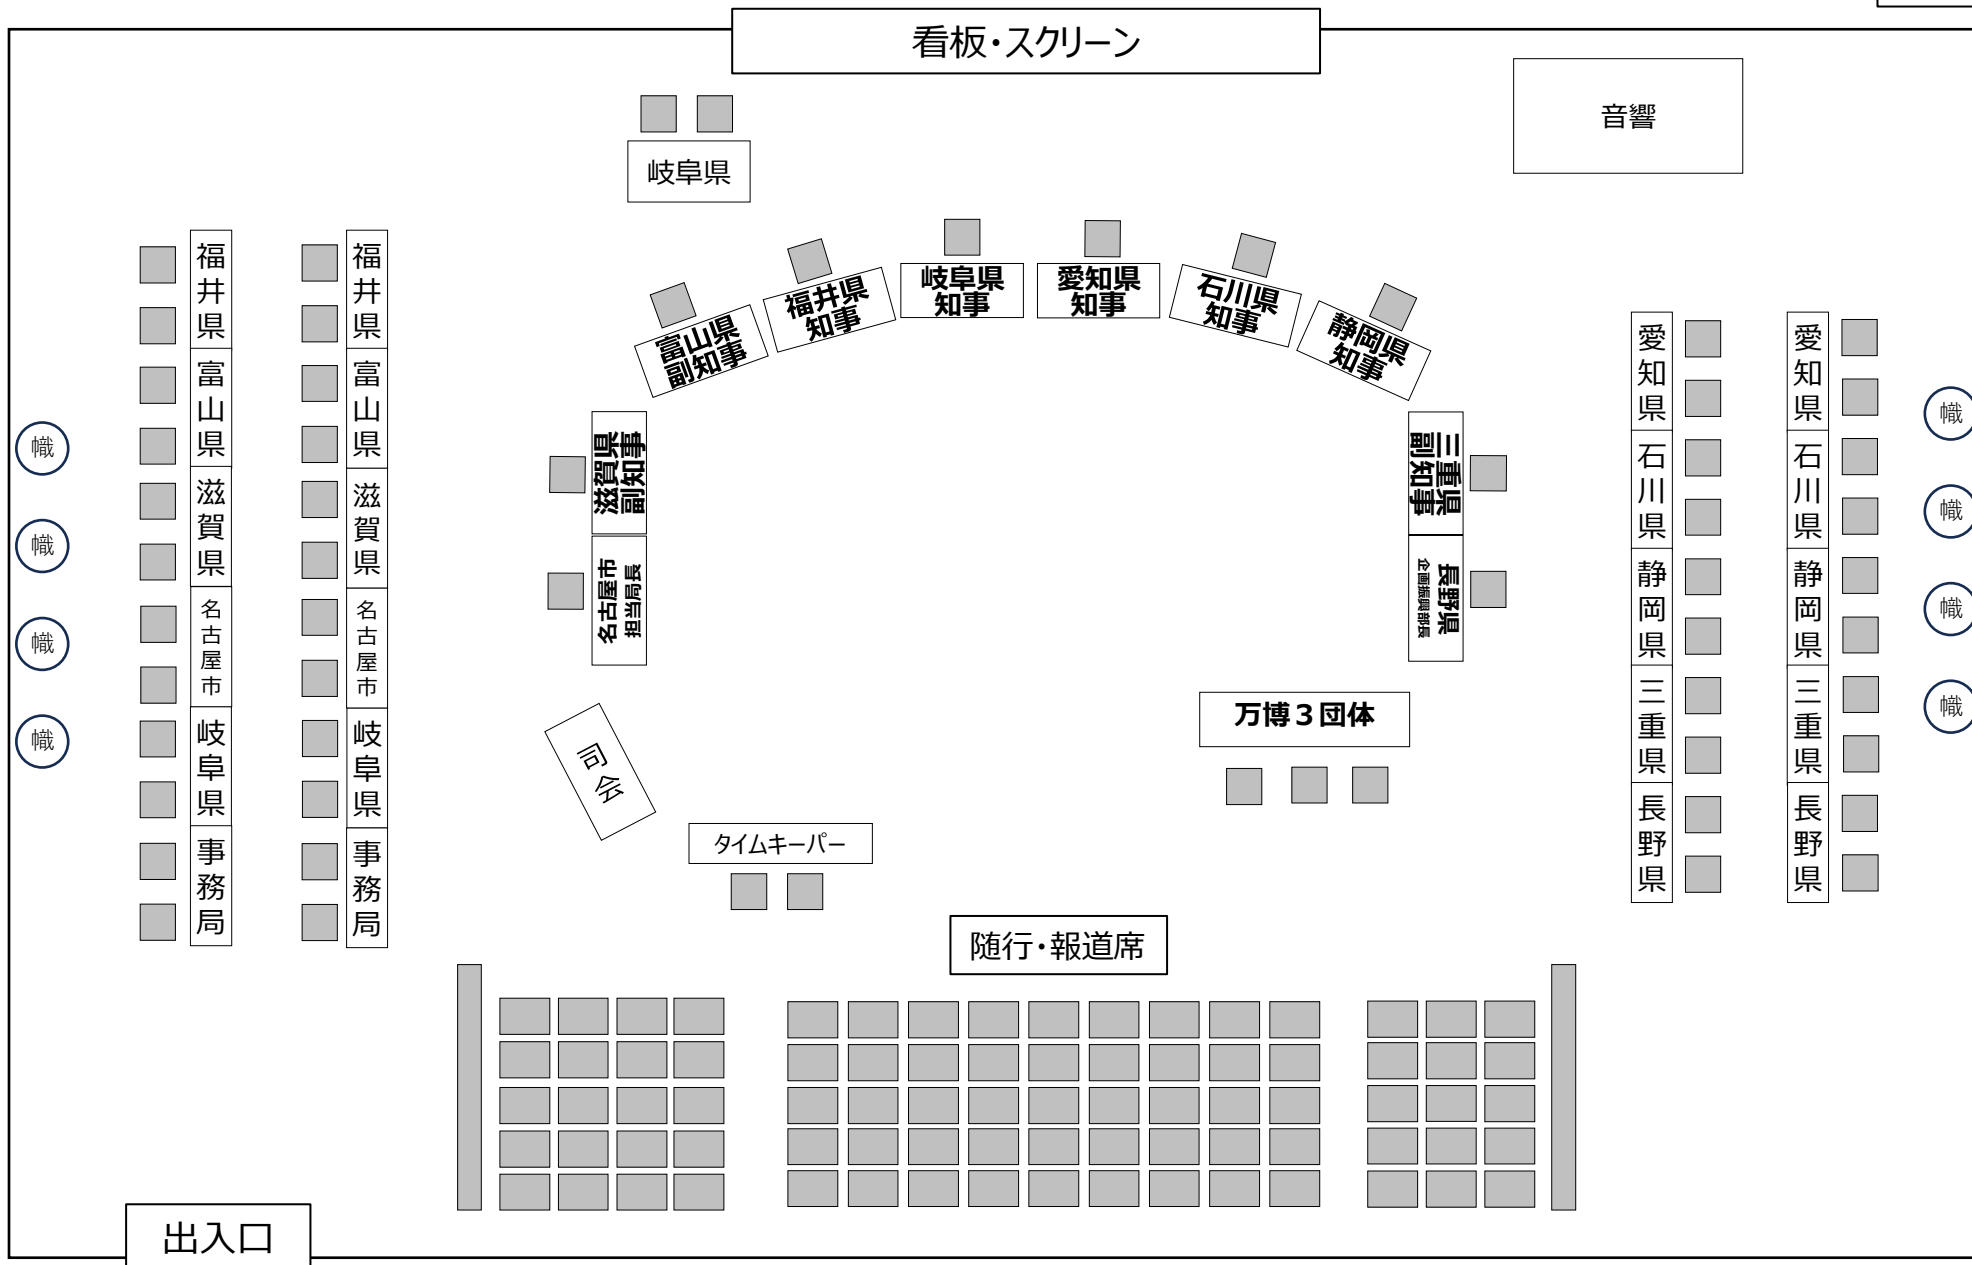 看板・スクリーン
音響
岐阜県
岐阜県
知事
愛知県
知事
福井県
知事
石川県
知事
富山県
副知事
静岡県
知事
滋賀県
副知事
三重県
副知事
名古屋市
担当局長
長野県
企画振興部長
福井県
富山県
滋賀県
名古屋市
岐阜県
事務局
福井県
富山県
滋賀県
名古屋市
岐阜県
事務局
愛知県
石川県
静岡県
三重県
長野県
愛知県
石川県
静岡県
三重県
長野県
幟
幟
幟
幟
幟
幟
幟
幟
万博３団体
司会
タイムキーパー
随行・報道席
出入口